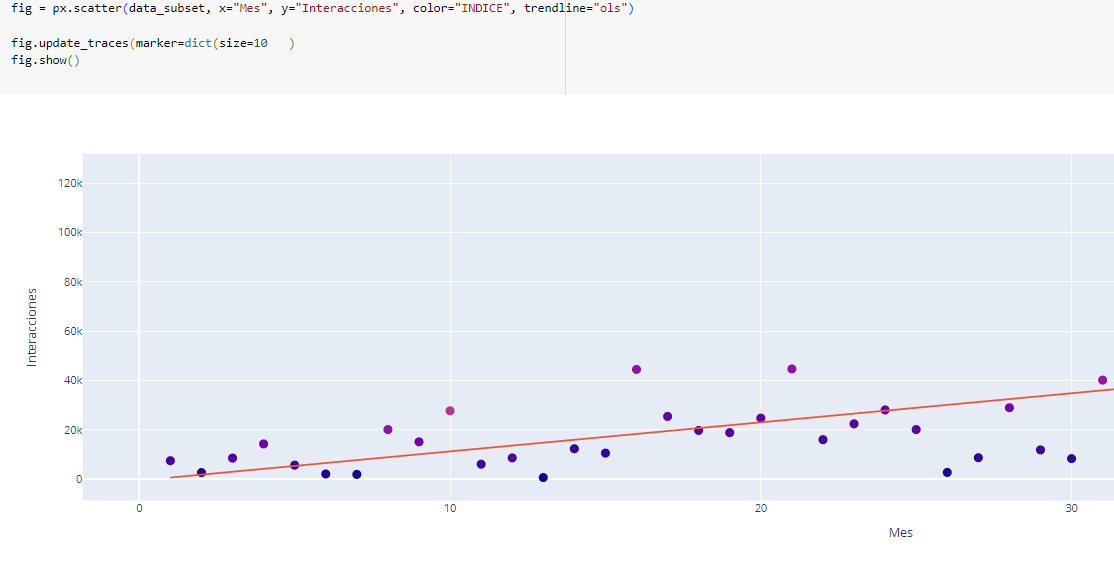 fig = px.scatter(data_subset, x="Mes", y="Interacciones", color="INDICE", trendline="ols")
fig.update_traces(marker=dict(size=10   )
fig.show()
120k
100k
80k
60k
40k
20k
0
Interacciones
0
10
20
30
Mes